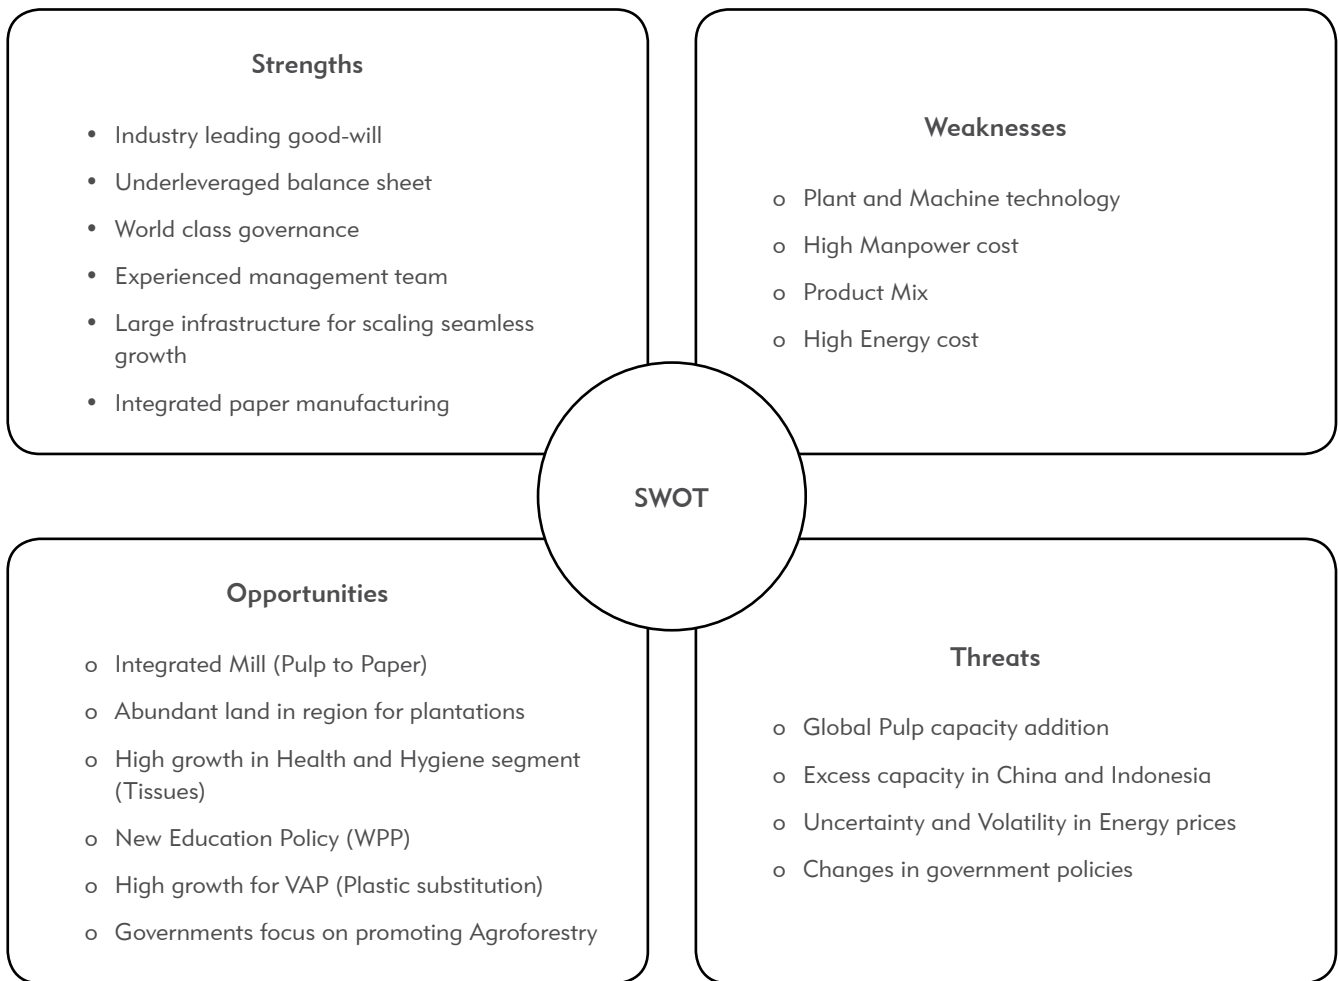 Strengths
• Industry leading good-will
• Underleveraged balance sheet
• World class governance
• Experienced management team
• Large infrastructure for scaling seamless
growth
• Integrated paper manufacturing
Weaknesses
o Plant and Machine technology
o High Manpower cost
o Product Mix
o High Energy cost
SWOT
Opportunities
o Integrated Mill (Pulp to Paper)
o Abundant land in region for plantations
o High growth in Health and Hygiene segment
(Tissues)
o New Education Policy (WPP)
o High growth for VAP (Plastic substitution)
o Governments focus on promoting Agroforestry
Threats
o Global Pulp capacity addition
o Excess capacity in China and Indonesia
o Uncertainty and Volatility in Energy prices
o Changes in government policies